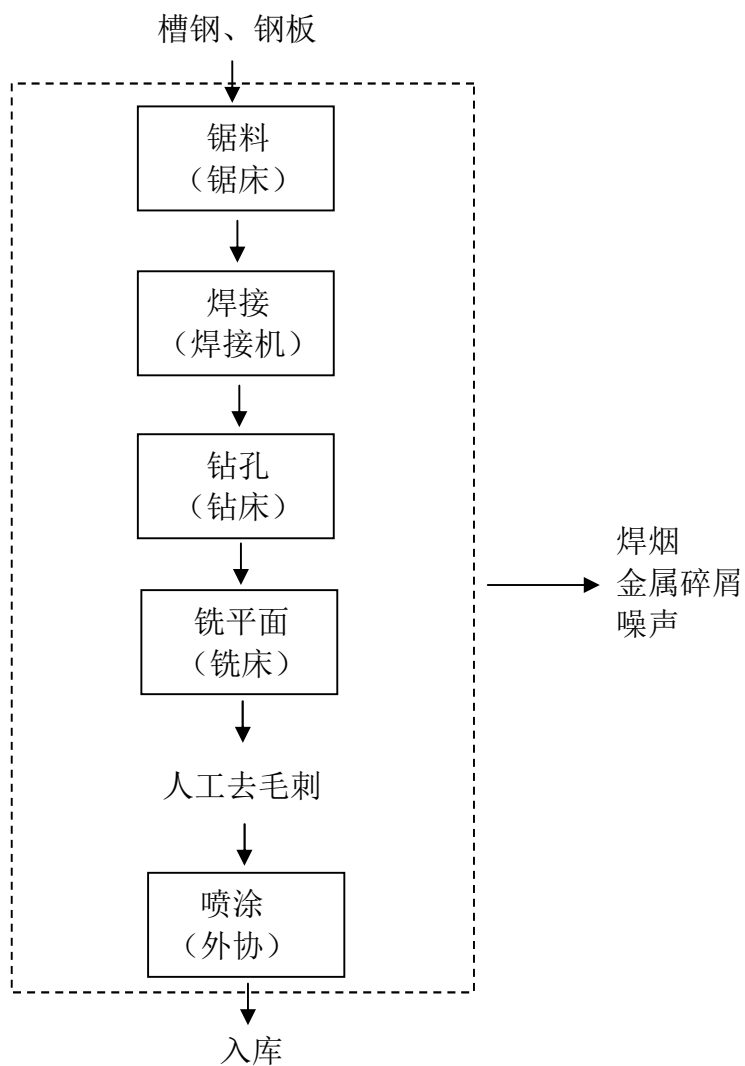 槽钢、钢板
锯料
（锯床）
焊接
（焊接机）
钻孔
（钻床）
铣平面
（铣床）
人工去毛刺
喷涂
（外协）
入库
焊烟
金属碎屑
噪声